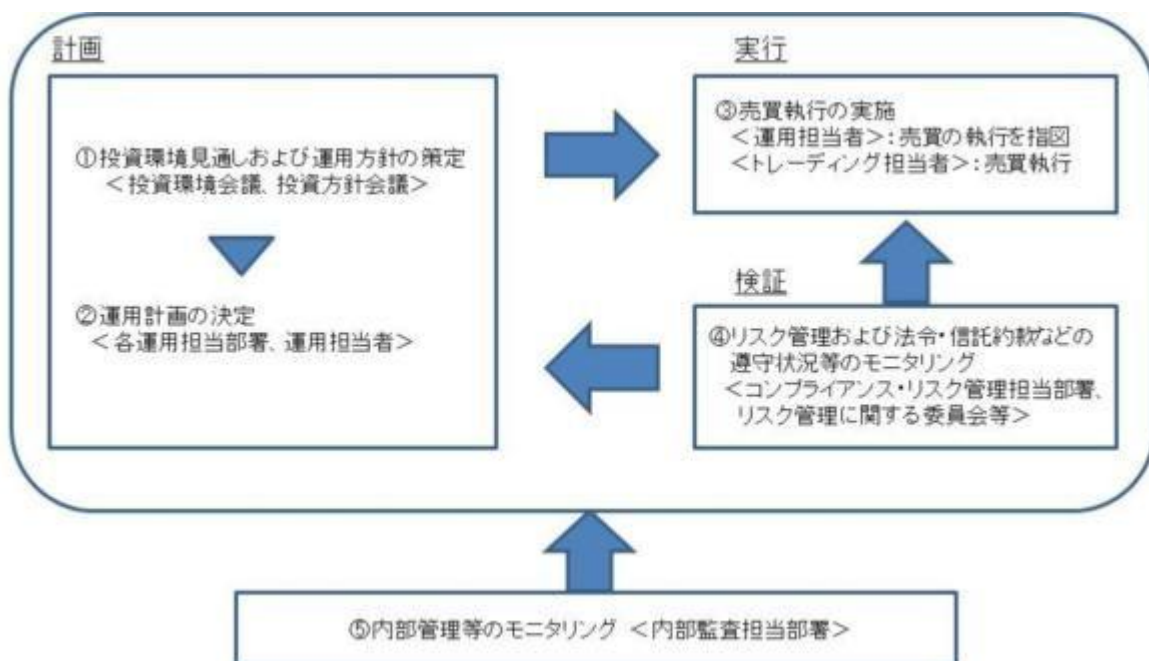 計画
①投資環境見通しおよび運用方針の策定
<投資環境会議、投資方針会議>
②運用計画の決定
<各運用担当部署、運用担当者>
実行
③売買執行の実施
<運用担当者>:売買の執行を指図
<トレーディング担当者>:売買執行
検証
④リスク管理および法令・信託約款などの
遵守状況等のモニタリング
<コンプライアンス・リスク管理担当部署、
リスク管理に関する委員会等>
⑤内部管理等のモニタリング <内部監査担当部署>